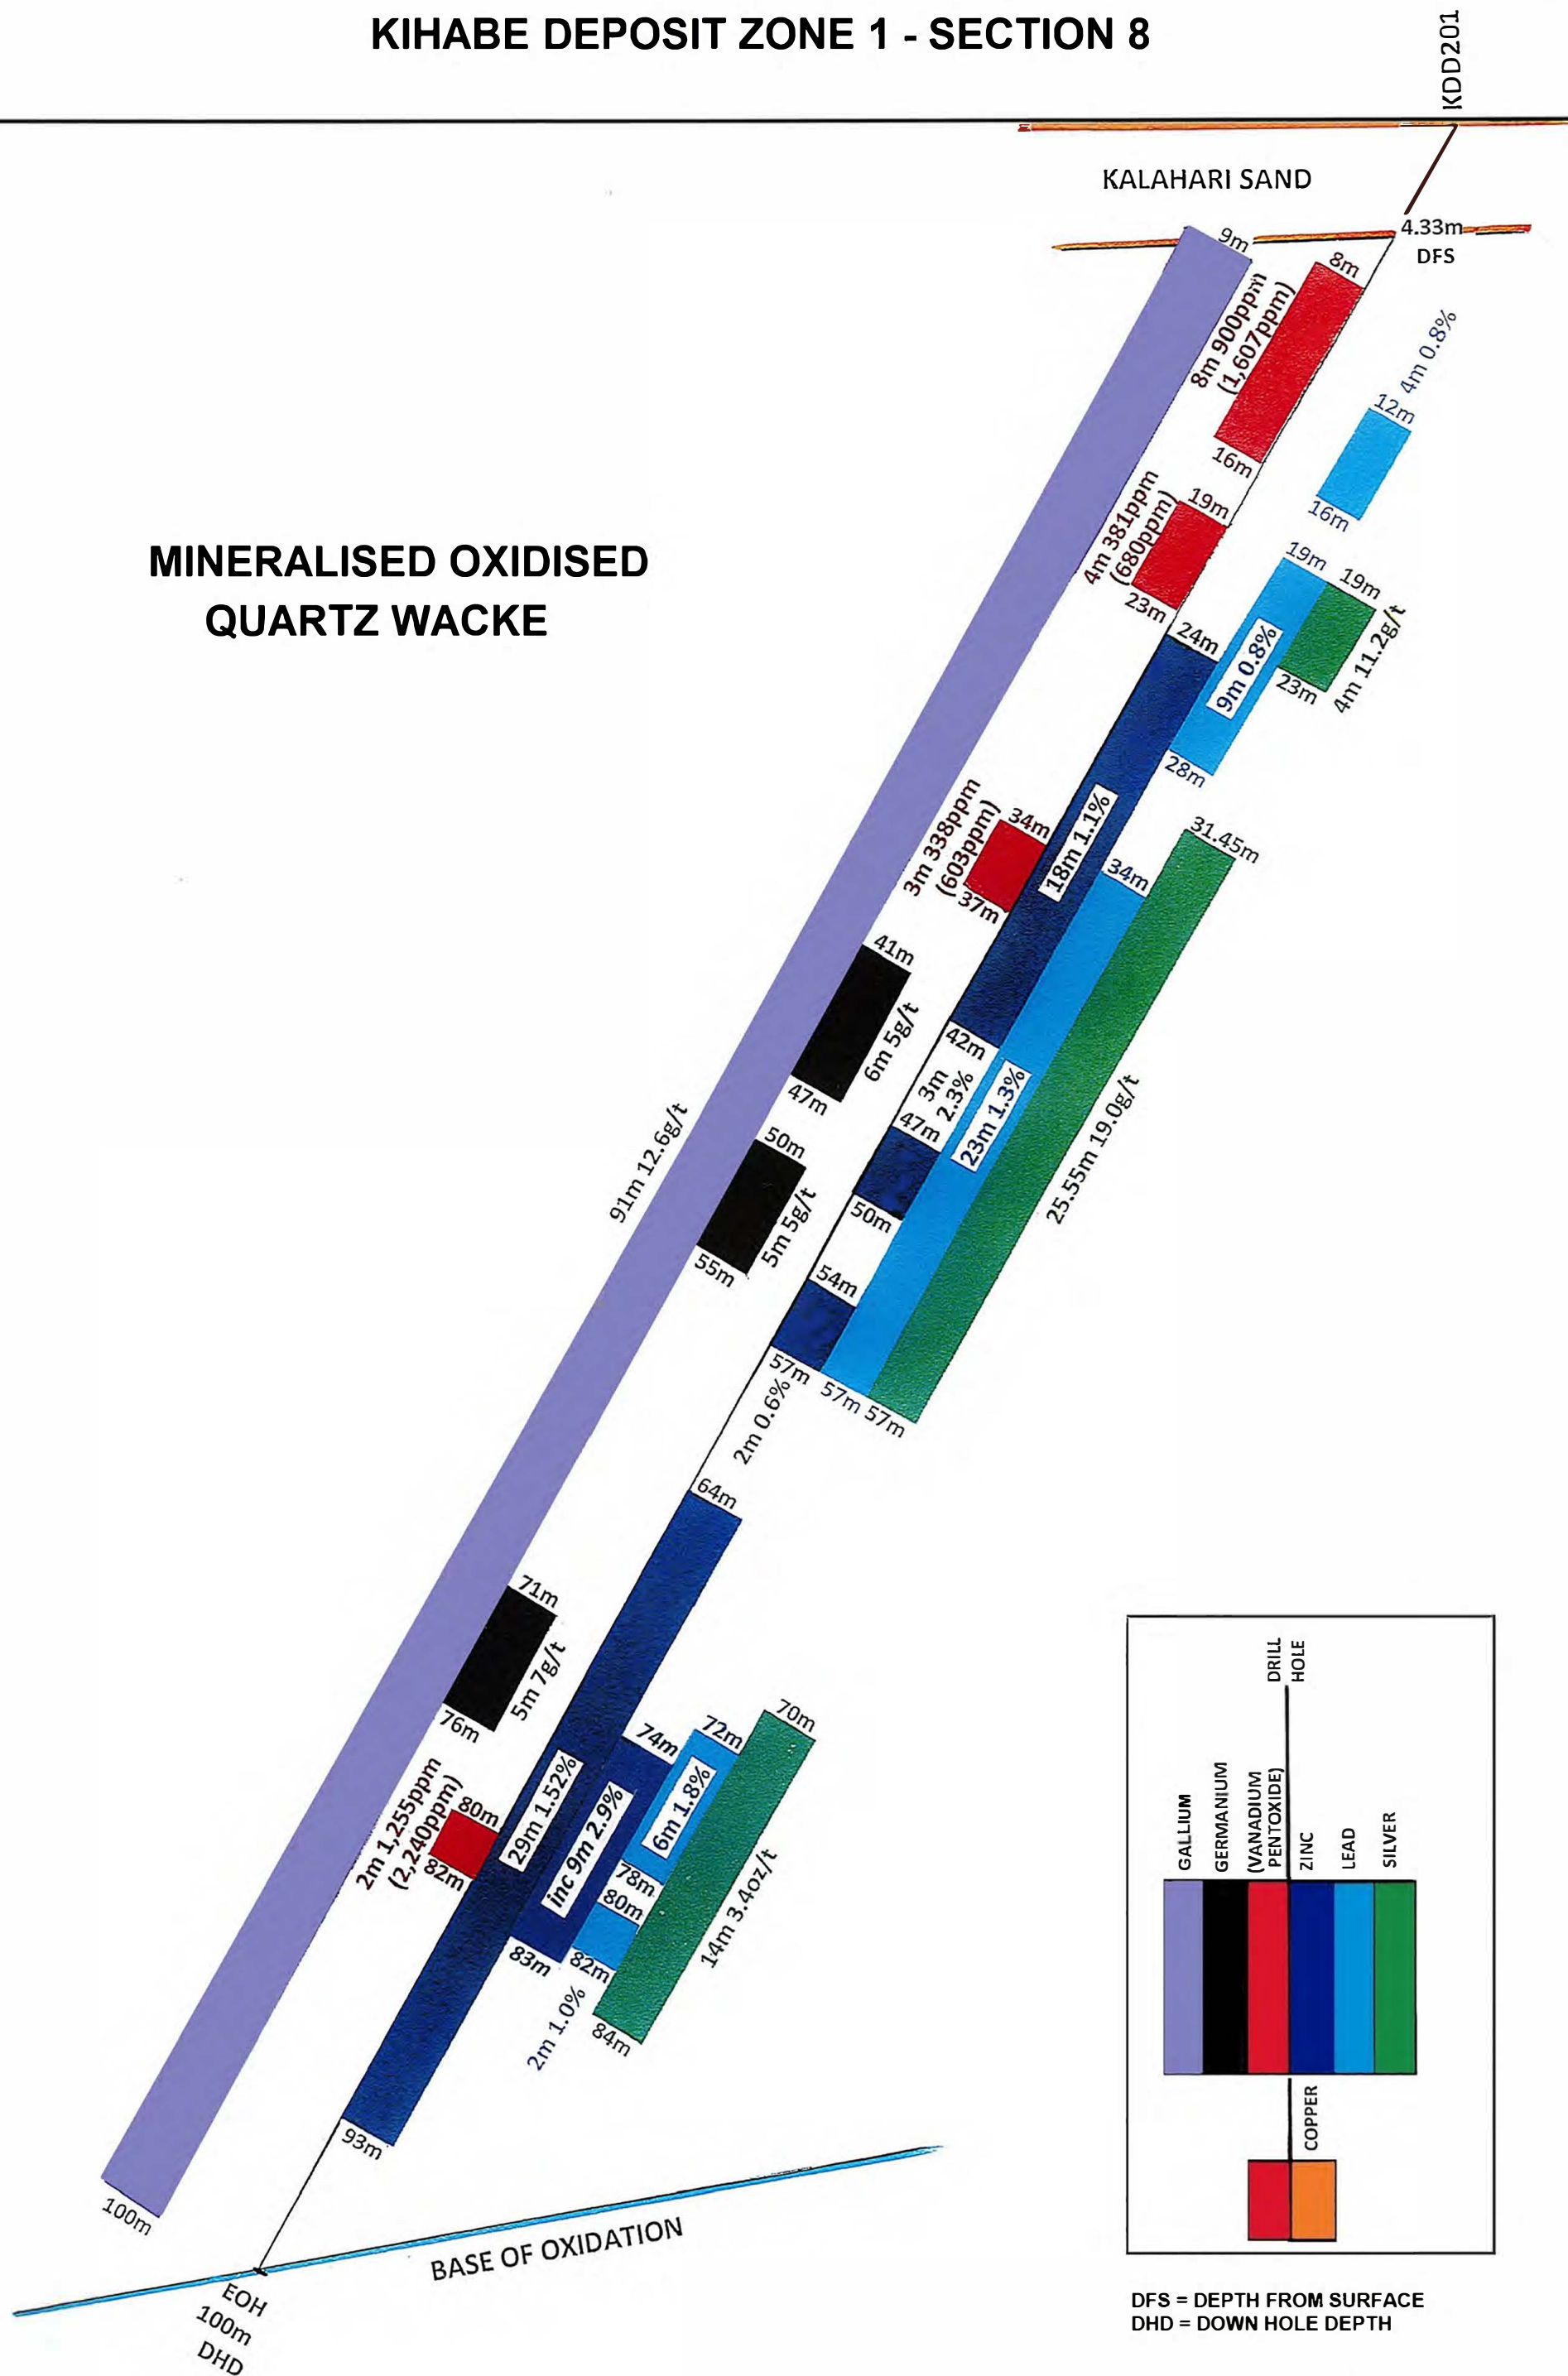 KIHABE DEPOSIT ZONE 1 - SECTION 8
KDD201
KALAHARI SAND
4.33m
DFS
9m
8m
8m 900ppm
(1,607ppm)
16m
4m 0.8%
12m
16m
MINERALISED OXIDISED
QUARTZ WACKE
4m 381ppm
(680ppm)
19m
23m
19m
19m
24m
9m 0.8%
23m
4m 11.2g/t
28m
3m 338ppm
(603ppm)
34m
37m
18m 1.1%
31.45m
34m
41m
6m 5g/t
47m
42m
3m
2.3%
47m
23m 1.3%
25.55m 19.0g/t
91m 12.6g/t
50m
5m 5g/t
55m
50m
54m
57m
57m
57m
2m 0.6%
64m
71m
5m 7g/t
76m
70m
72m
74m
2m 1,255ppm
(2,240ppm)
80m
82m
29m 1.52%
inc 9m 2.9%
6m 1.8%
78m
80m
14m 3.4oz/t
83m
82m
2m 1.0%
84m
93m
100m
BASE OF OXIDATION
EOH
100m
DHD
DRILL
HOLE
GALLIUM
GERMANIUM
(VANADIUM
PENTOXIDE)
ZINC
LEAD
SILVER
COPPER
DFS = DEPTH FROM SURFACE
DHD = DOWN HOLE DEPTH